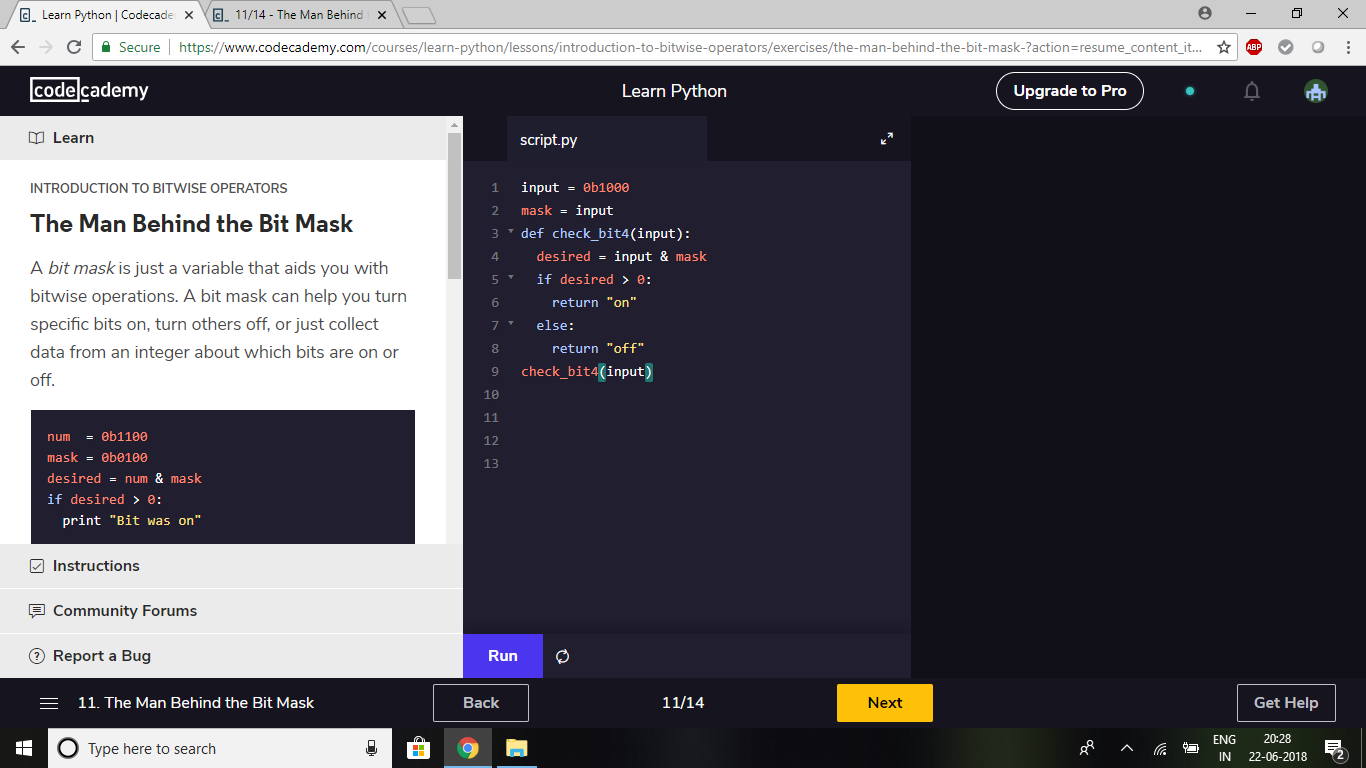 Learn Python | Codecade
11/14 - The Man Behind
Secure
https://www.codecademy.com/courses/learn-python/lessons/introduction-to-bitwise-operators/exercises/the-man-behind-the-bit-mask-?action=resume_content_it...
ABP
codecademy
Learn Python
Upgrade to Pro
Learn
INTRODUCTION TO BITWISE OPERATORS
The Man Behind the Bit Mask
A bit mask is just a variable that aids you with
bitwise operations. A bit mask can help you turn
specific bits on, turn others off, or just collect
data from an integer about which bits are on or
off.
num  = 0b1100
mask = 0b0100
desired = num & mask
if desired > 0:
  print "Bit was on"
Instructions
Community Forums
Report a Bug
script.py
1 input = 0b1000
2 mask = input
3 def check_bit4(input):
4   desired = input & mask
5   if desired > 0:
6     return "on"
7   else:
8     return "off"
9 check_bit4(input)
10
11
12
13
Run
11. The Man Behind the Bit Mask
Back
11/14
Next
Get Help
Type here to search
ENG
IN
20:28
22-06-2018
2